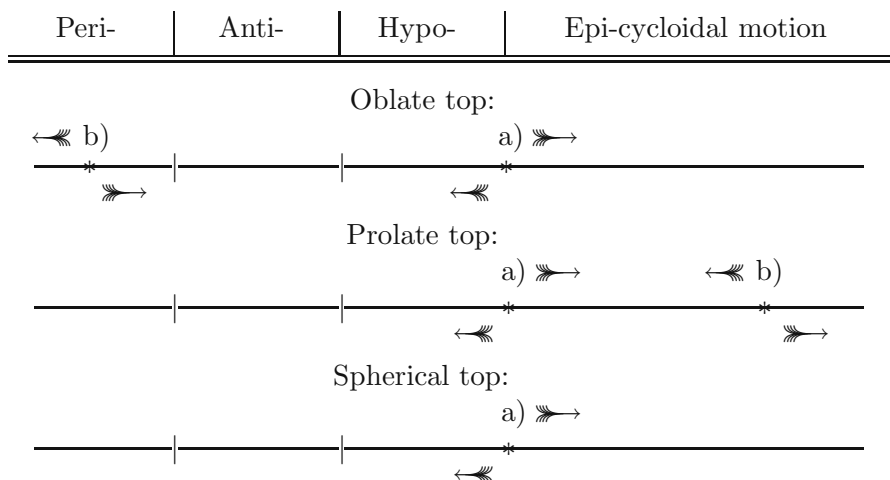 Peri- Anti- Hypo- Epi-cycloidal motion
Oblate top:
b) a)
* *
Prolate top:
a) b)
* *
Spherical top:
a)
*